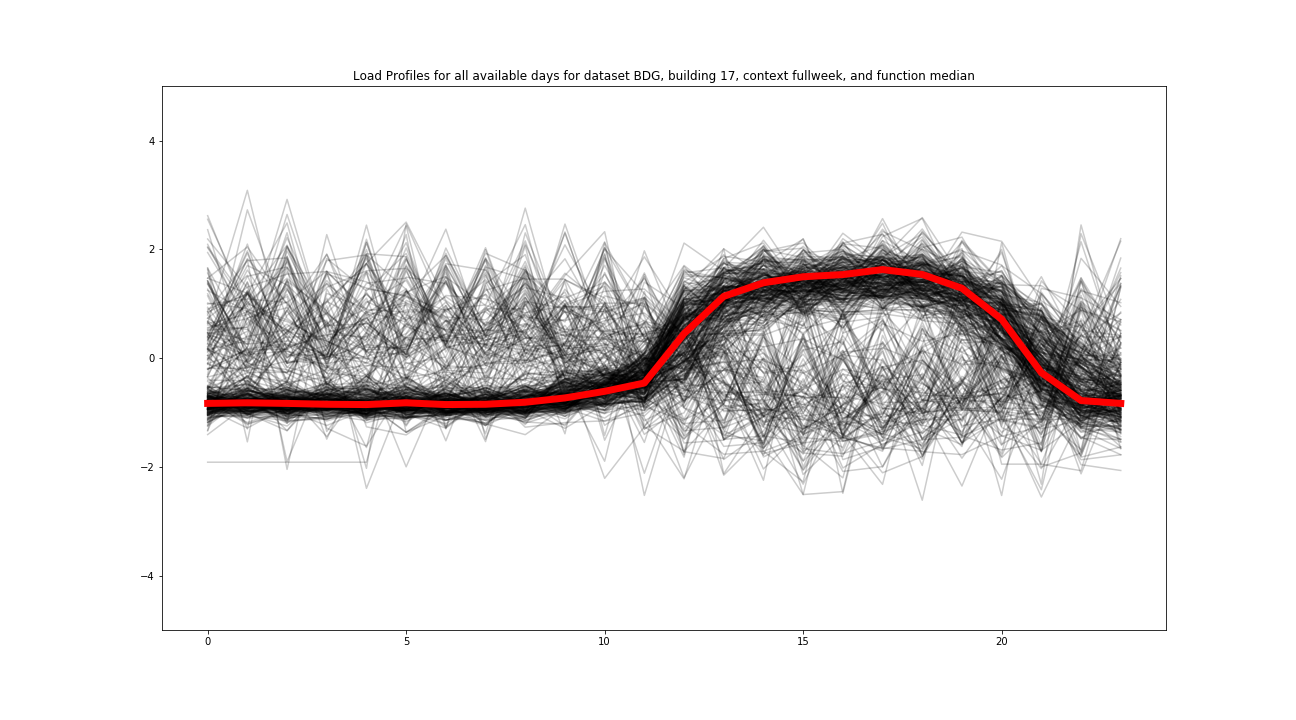 Load Profiles for all available days for dataset BDG, building 17, context fullweek, and function median
4
2
0
−2
−4
0 5 10 15 20